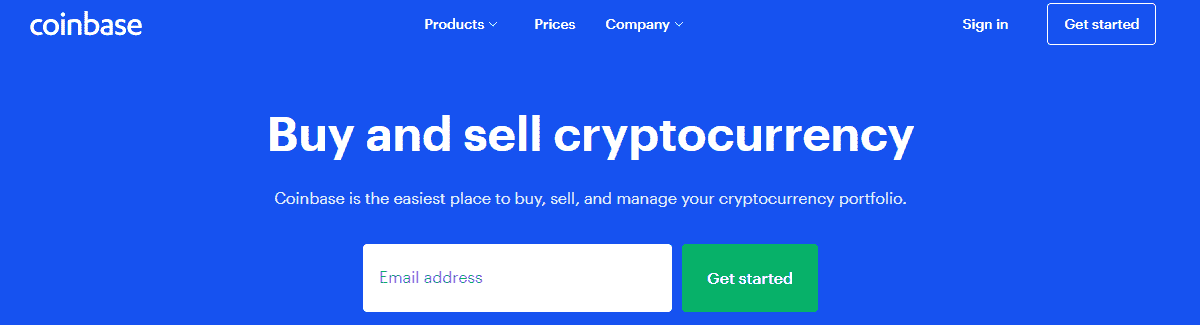 coinbase
Products
Prices
Company
Sign in
Get started
Buy and sell cryptocurrency
Coinbase is the easiest place to buy, sell, and manage your cryptocurrency portfolio.
Email address
Get started